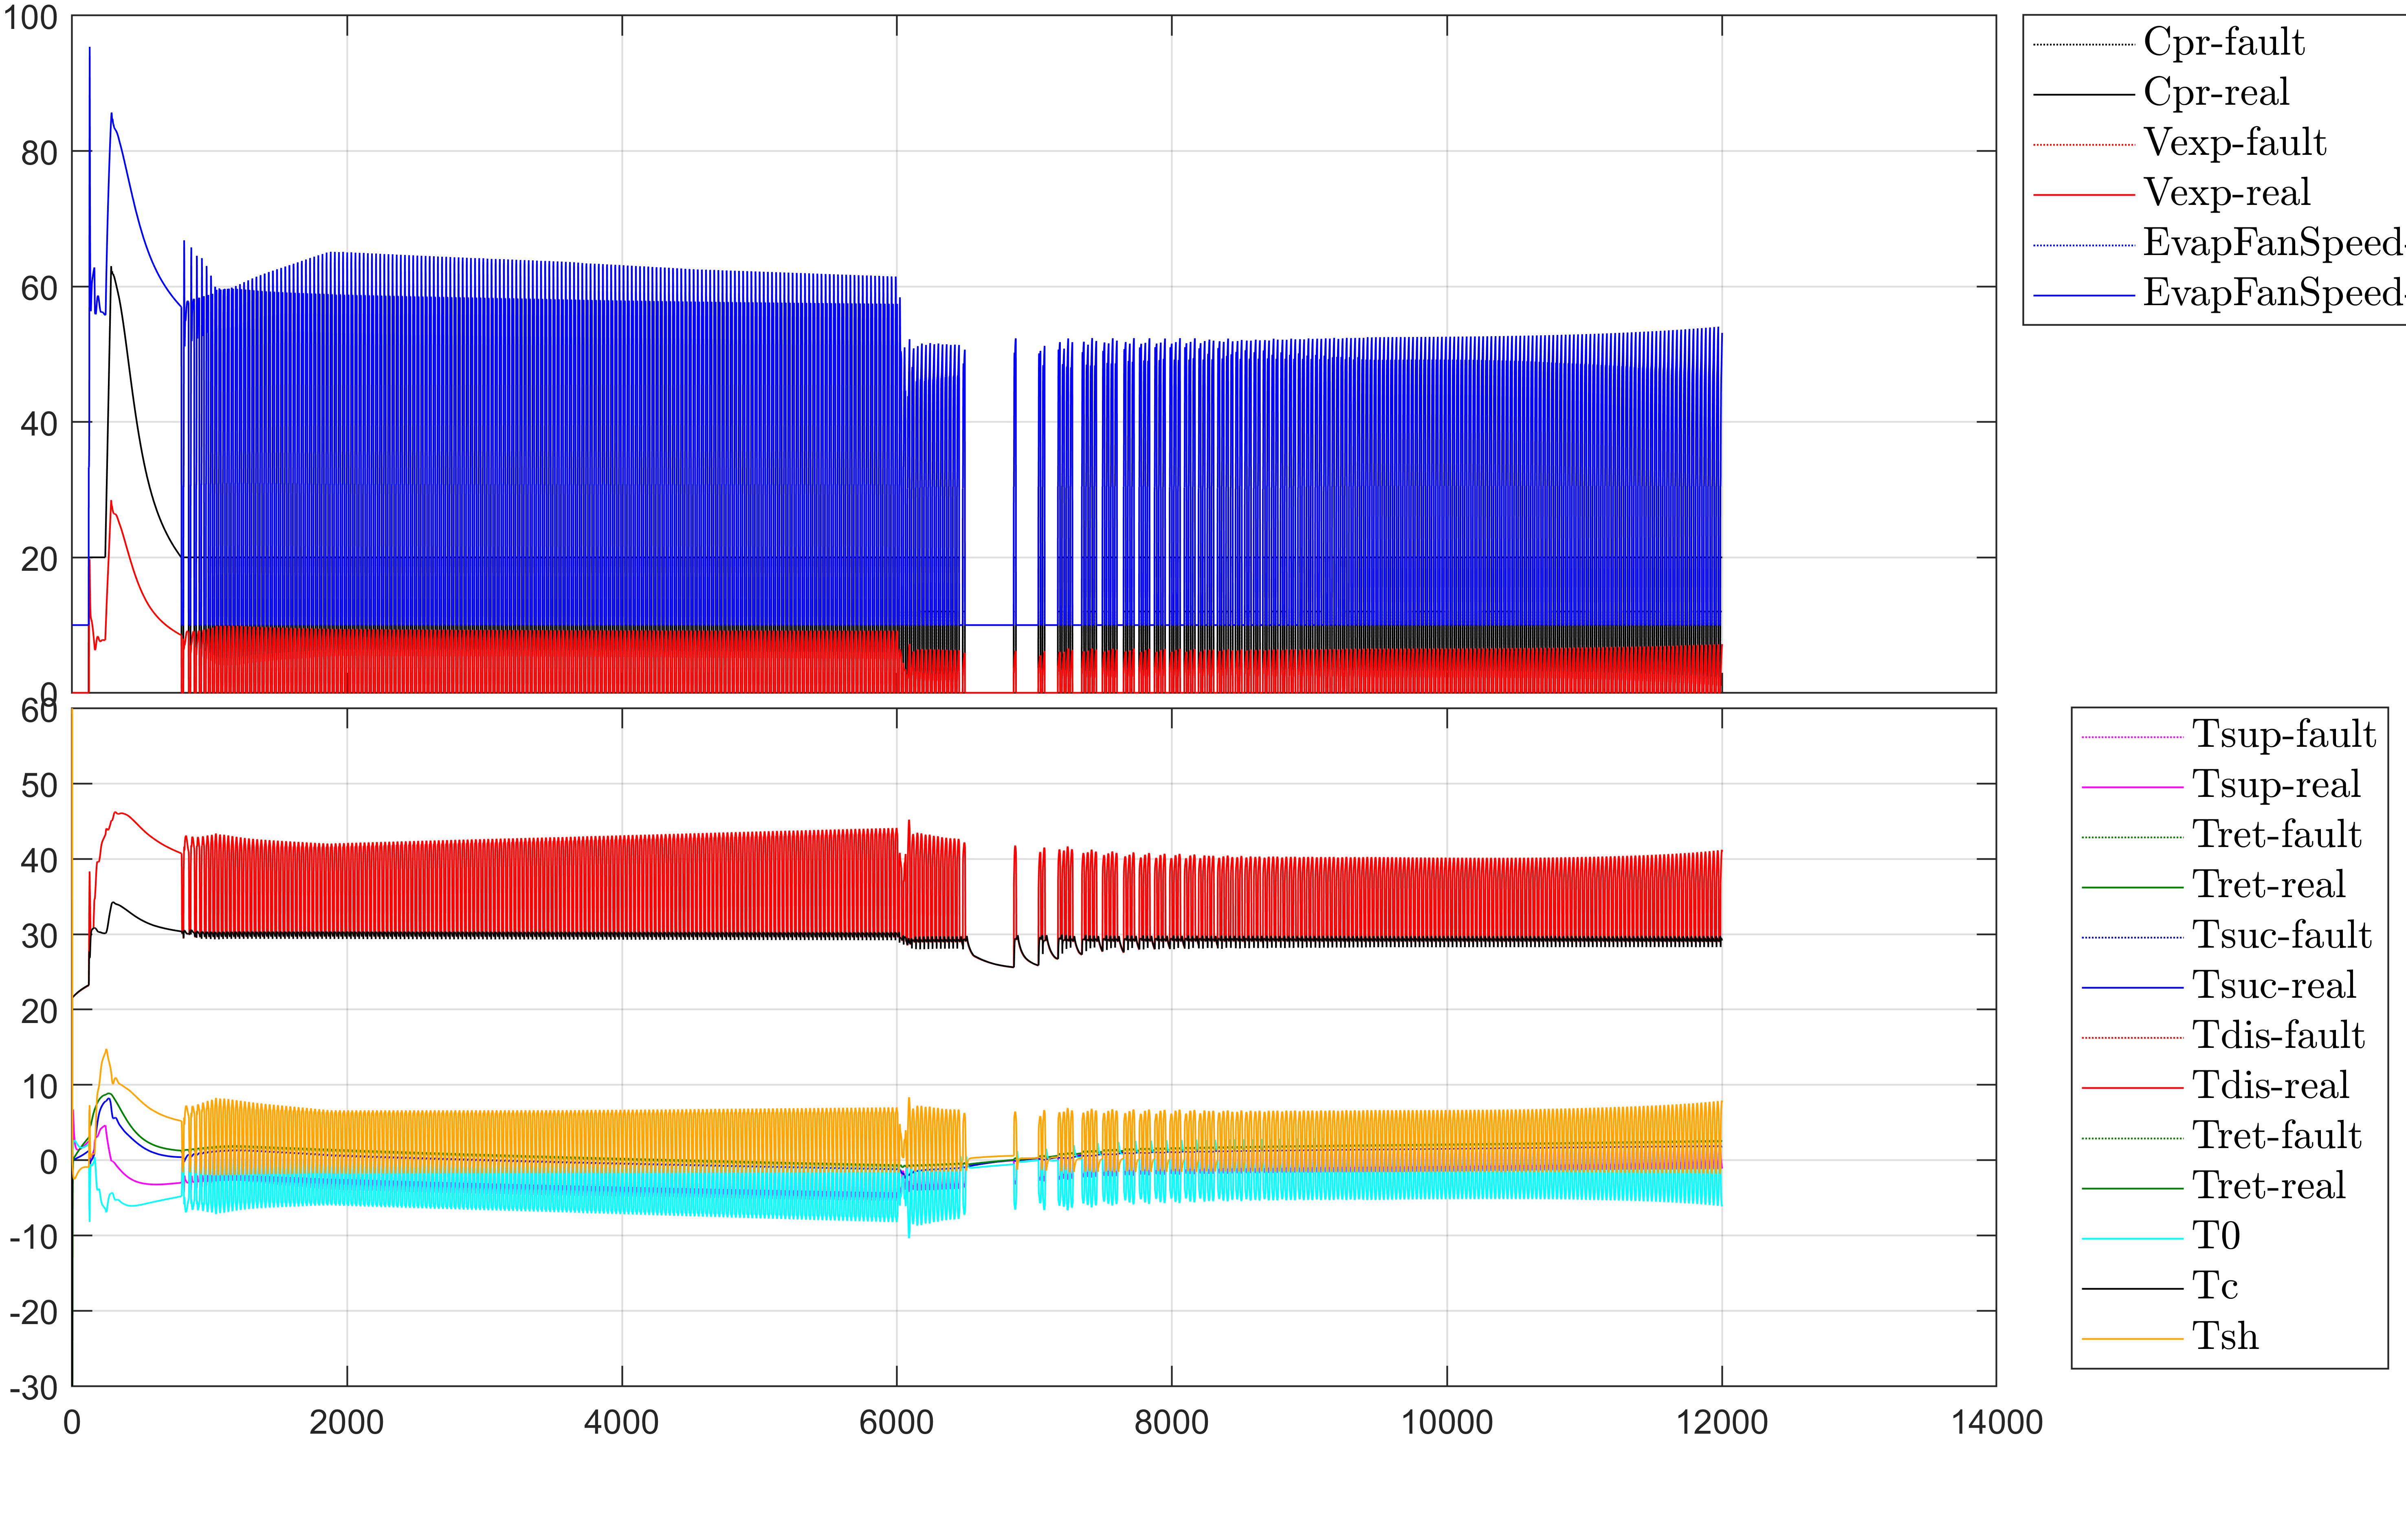 100
80
60
40
20
0
Cpr-fault
Cpr-real
Vexp-fault
Vexp-real
EvapFanSpeed-
EvapFanSpeed-
60
50
40
30
20
10
0
-10
-20
-30
0 2000 4000 6000 8000 10000 12000 14000
Tsup-fault
Tsup-real
Tret-fault
Tret-real
Tsuc-fault
Tsuc-real
Tdis-fault
Tdis-real
Tret-fault
Tret-real
T0
Tc
Tsh